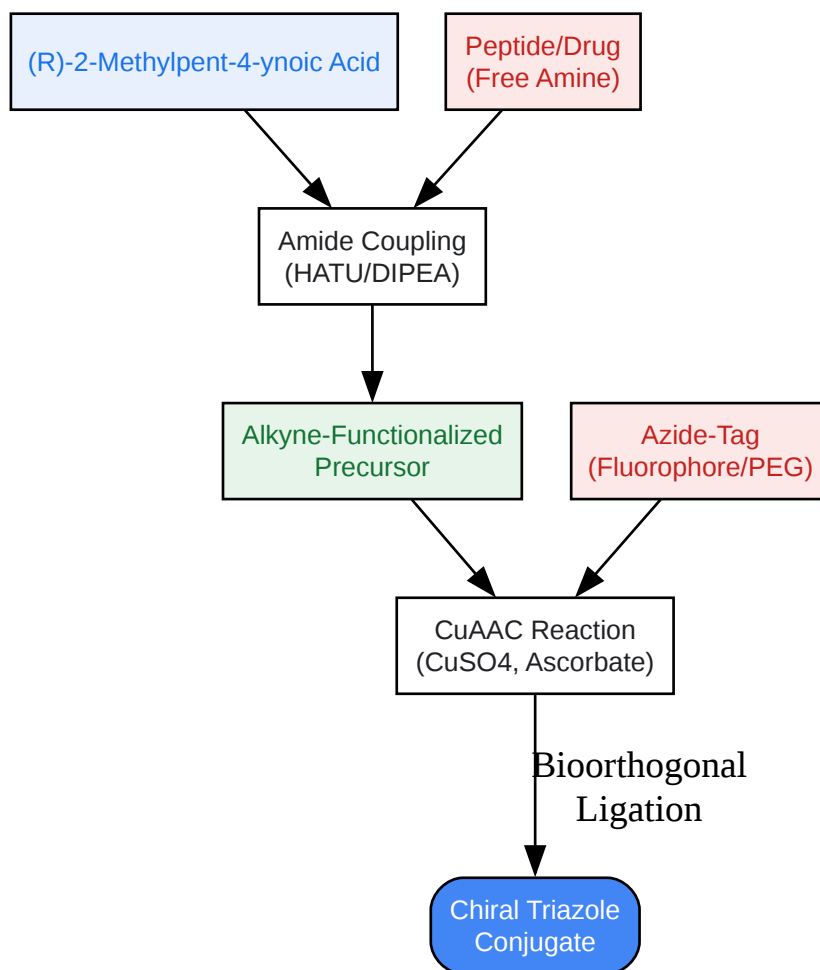 (R)-2-Methylpent-4-ynoic Acid
Peptide/Drug
(Free Amine)
Amide Coupling
(HATU/DIPEA)
Alkyne-Functionalized
Precursor
Azide-Tag
(Fluorophore/PEG)
CuAAC Reaction
(CuSO4, Ascorbate)
Bioorthogonal
Ligation
Chiral Triazole
Conjugate